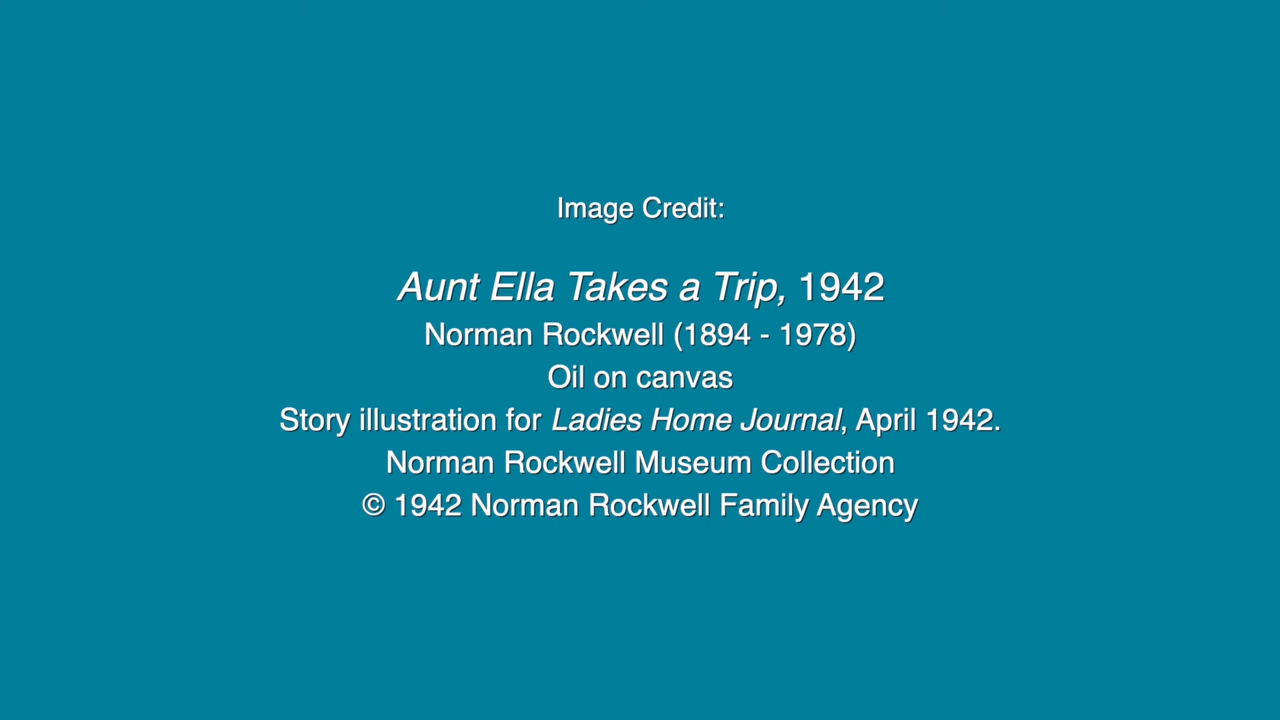 Image Credit:
Aunt Ella Takes a Trip, 1942
Norman Rockwell (1894 - 1978)
Oil on canvas
Story illustration for Ladies Home Journal, April 1942.
Norman Rockwell Museum Collection
© 1942 Norman Rockwell Family Agency